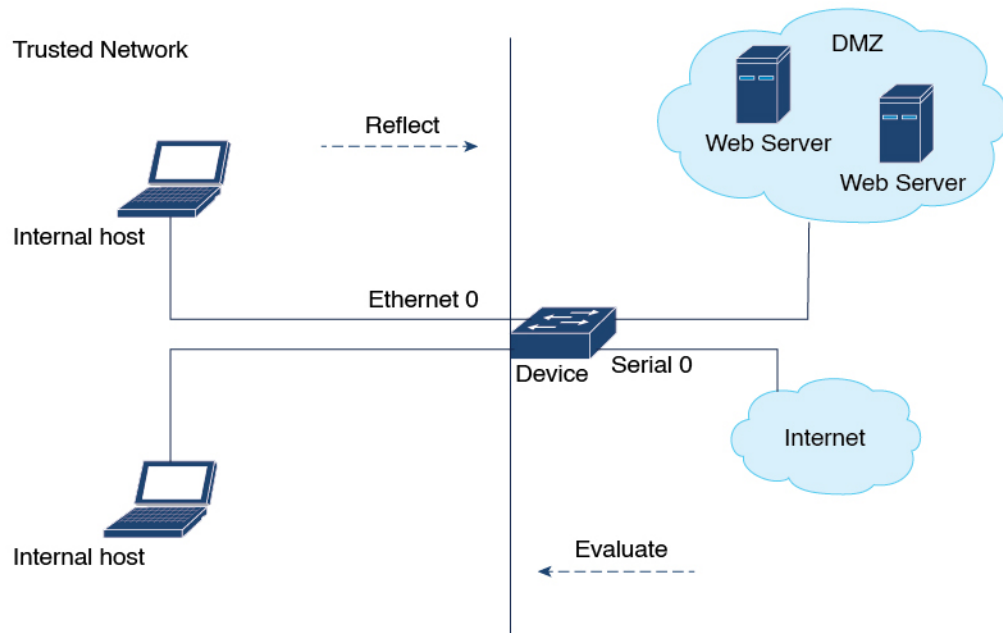 Trusted Network
DMZ
Reflect
Web Server
Web Server
Internal host
Ethernet 0
Device
Serial 0
Internet
Internal host
Evaluate